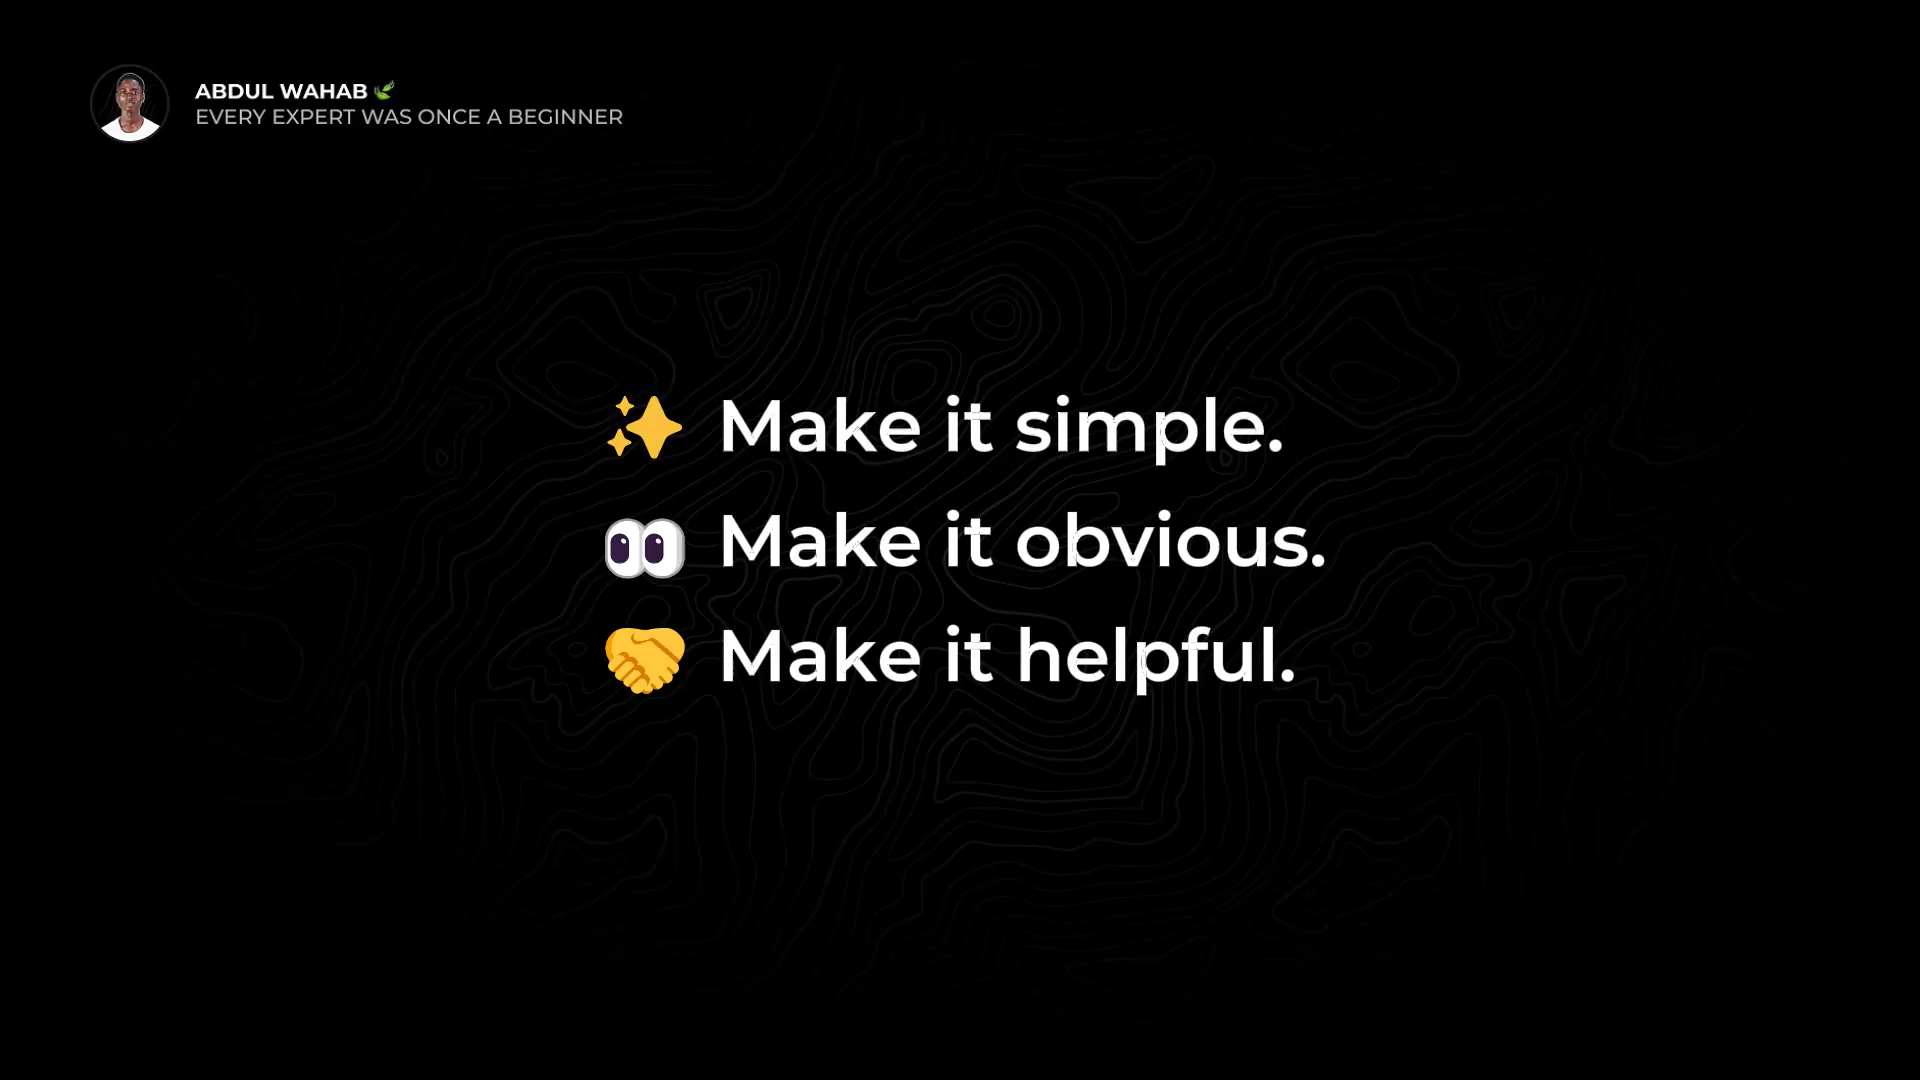 ABDUL WAHAB
EVERY EXPERT WAS ONCE A BEGINNER
Make it simple.
Make it obvious.
Make it helpful.